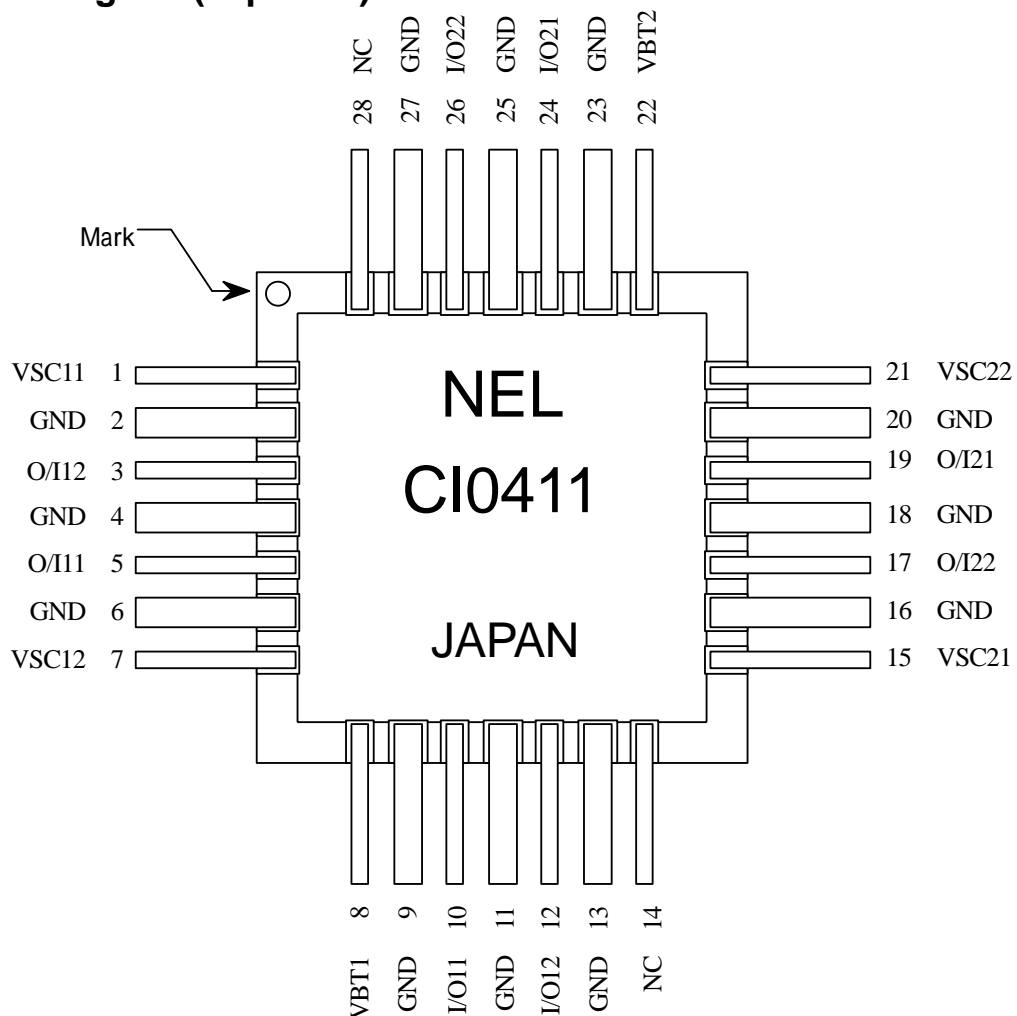 28 NC
27 GND
26 I/O22
25 GND
24 I/O21
23 GND
22 VBT2
Mark
VSC11 1
GND 2
O/I12 3
GND 4
O/I11 5
GND 6
VSC12 7
NEL
CI0411
JAPAN
21 VSC22
20 GND
19 O/I21
18 GND
17 O/I22
16 GND
15 VSC21
8 VBT1
9 GND
10 I/O11
11 GND
12 I/O12
13 GND
14 NC